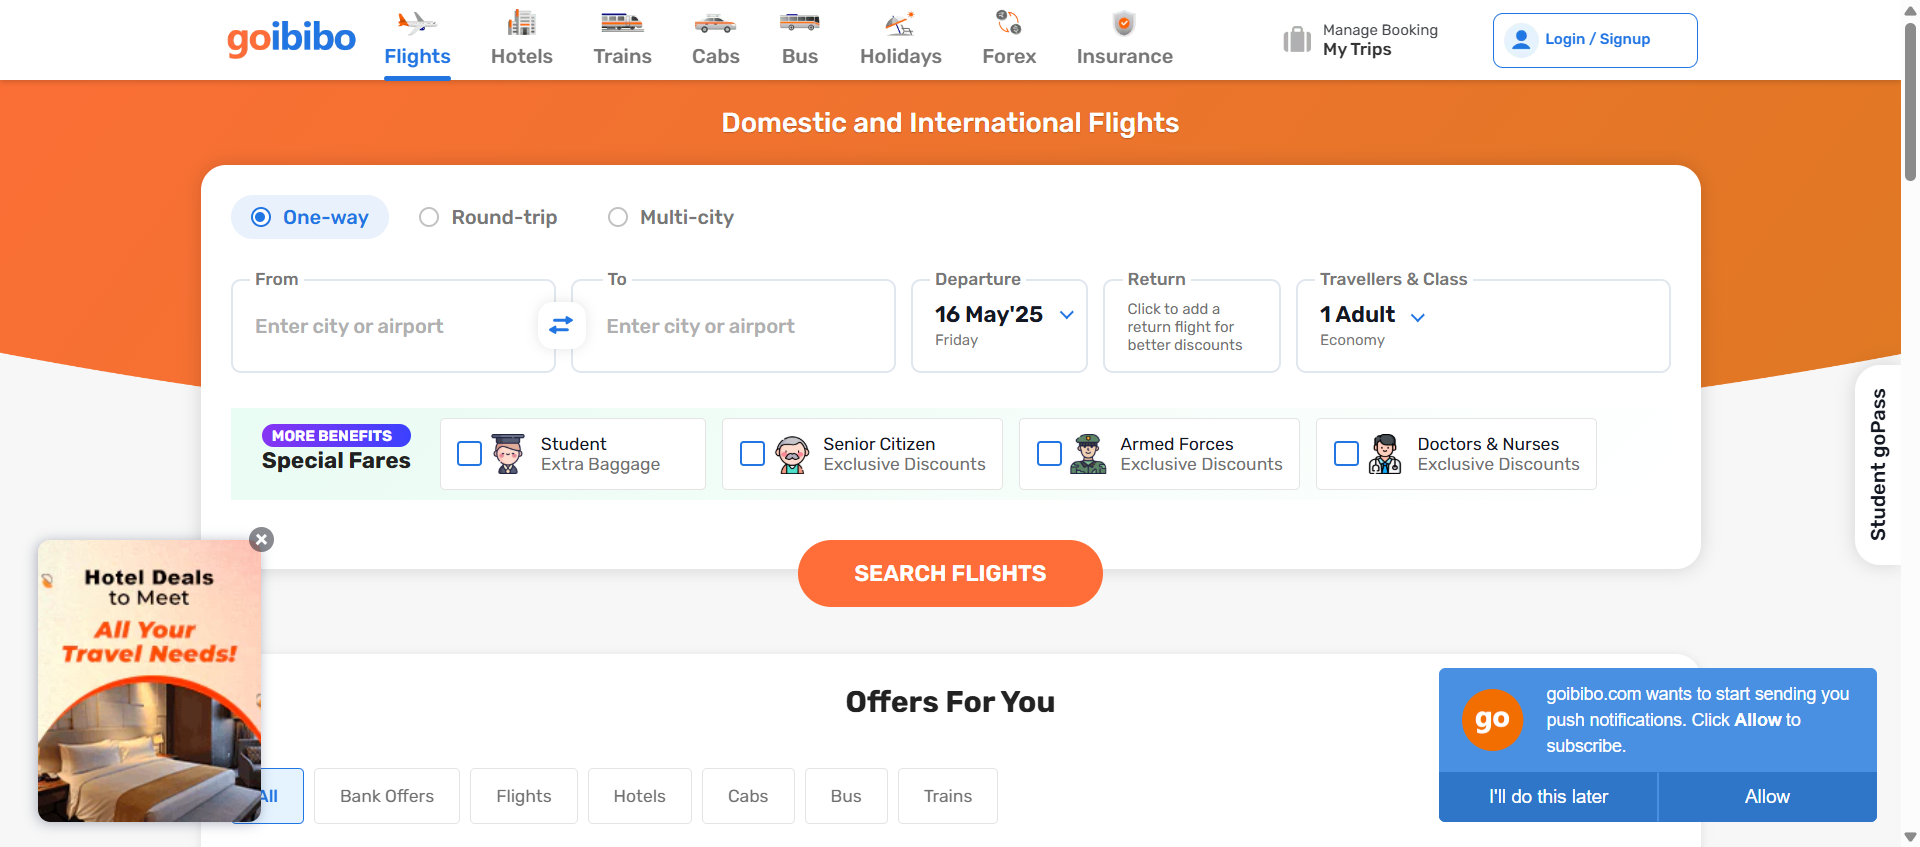 goibibo
Flights
Hotels
Trains
Cabs
Bus
Holidays
Forex
Insurance
Manage Booking
My Trips
Login / Signup
Domestic and International Flights
One-way
Round-trip
Multi-city
From
Enter city or airport
To
Enter city or airport
Departure
16 May'25
Friday
Return
Click to add a
return flight for
better discounts
Travellers & Class
1 Adult
Economy
MORE BENEFITS
Special Fares
Student
Extra Baggage
Senior Citizen
Exclusive Discounts
Armed Forces
Exclusive Discounts
Doctors & Nurses
Exclusive Discounts
Student goPass
SEARCH FLIGHTS
Hotel Deals
to Meet
All Your
Travel Needs!
Offers For You
All
Bank Offers
Flights
Hotels
Cabs
Bus
Trains
go
goibibo.com wants to start sending you
push notifications. Click Allow to
subscribe.
I'll do this later
Allow